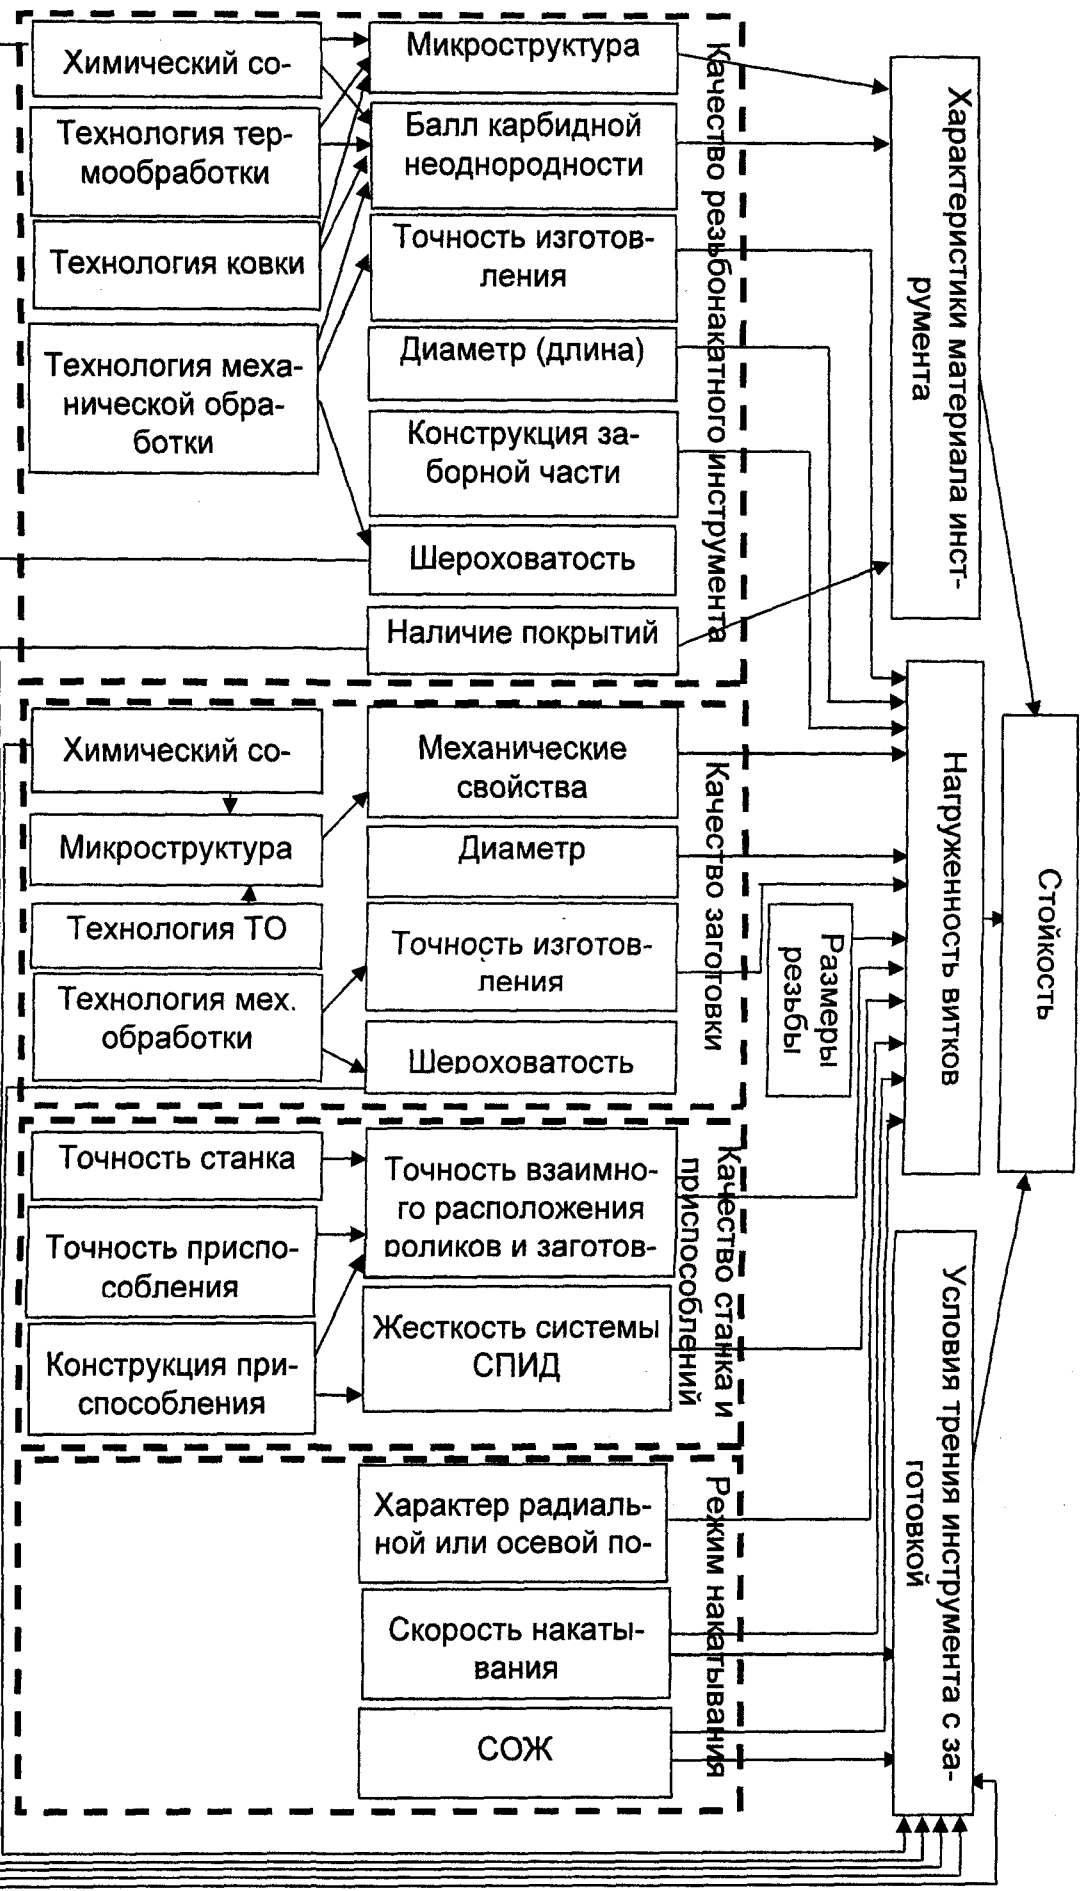 Химический со-
Технология тер-
мообработки
Технология ковки
Технология меха-
нической обра-
ботки
Микроструктура
Балл карбидной
неоднородности
Точность изготов-
ления
Диаметр (длина)
Конструкция за-
борной части
Шероховатость
Наличие покрытий
Качество резьбонакатного инструмента
Химический со-
Микроструктура
Технология ТО
Технология мех.
обработки
Механические
свойства
Диаметр
Точность изготов-
ления
Шероховатость
Качество заготовки
Размеры
резьбы
Точность станка
Точность приспо-
собления
Конструкция при-
способления
Точность взаимно-
го расположения
роликов и заготов-
Жесткость системы
СПИД
Качество станка и
приспособлений
Характер радиаль-
ной или осевой по-
Скорость накаты-
вания
СОЖ
Режим накатывания
Характеристики материала инст-
румента
Нагруженность витков
Условия трения инструмента с за-
готовкой
Стойкость